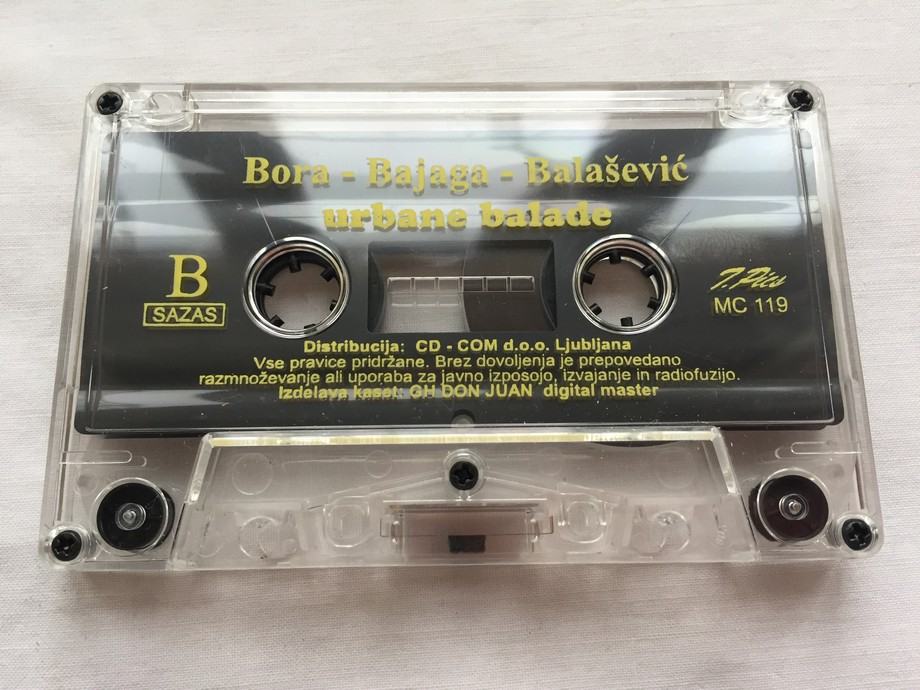 Bora - Bajaga - Balašević
urbane balade
B
SAZAS
T.Pics
MC 119
Distribucija: CD - COM d.o.o. Ljubljana
Vse pravice pridržane. Brez dovoljenja je prepovedano
razmnoževanje ali uporaba za javno izposojo, izvajanje in radiofuzijo.
Izdelava kaset: GH DON JUAN digital master